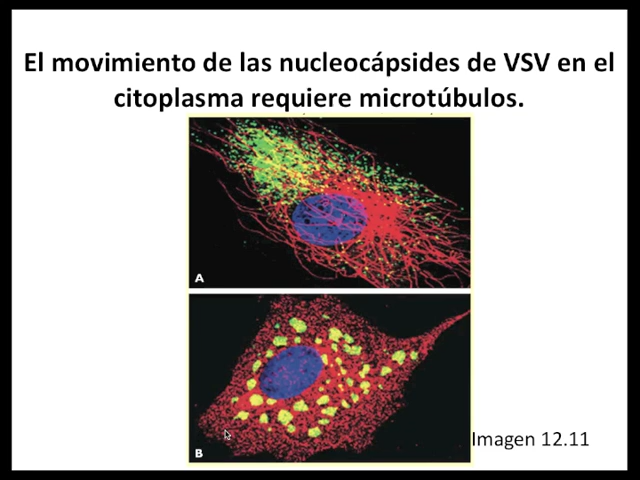 El movimiento de las nucleocápsides de VSV en el
citoplasma requiere microtúbulos.
A
B
Imagen 12.11